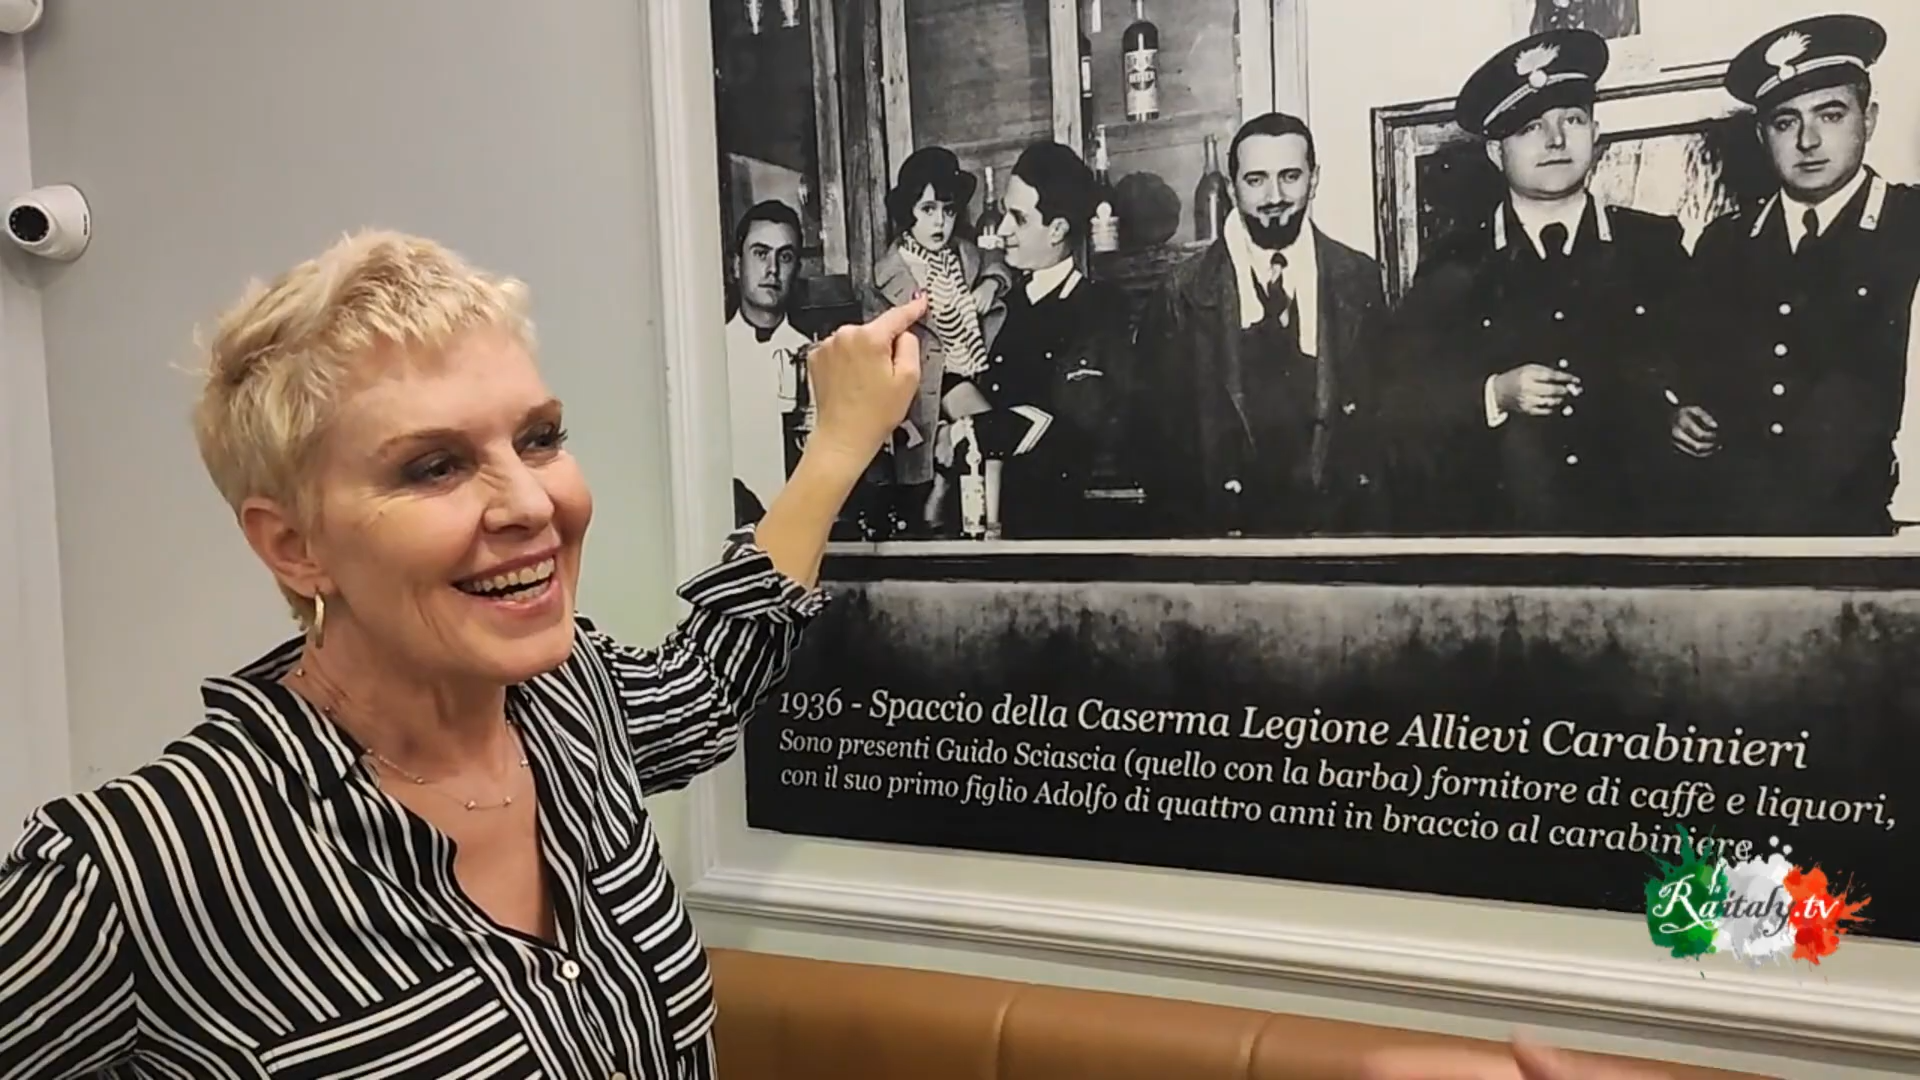 1936 - Spaccio della Caserma Legione Allievi Carabinieri
Sono presenti Guido Sciascia (quello con la barba) fornitore di caffè e liquori,
con il suo primo figlio Adolfo di quattro anni in braccio al carabiniere.
Raitaly.tv